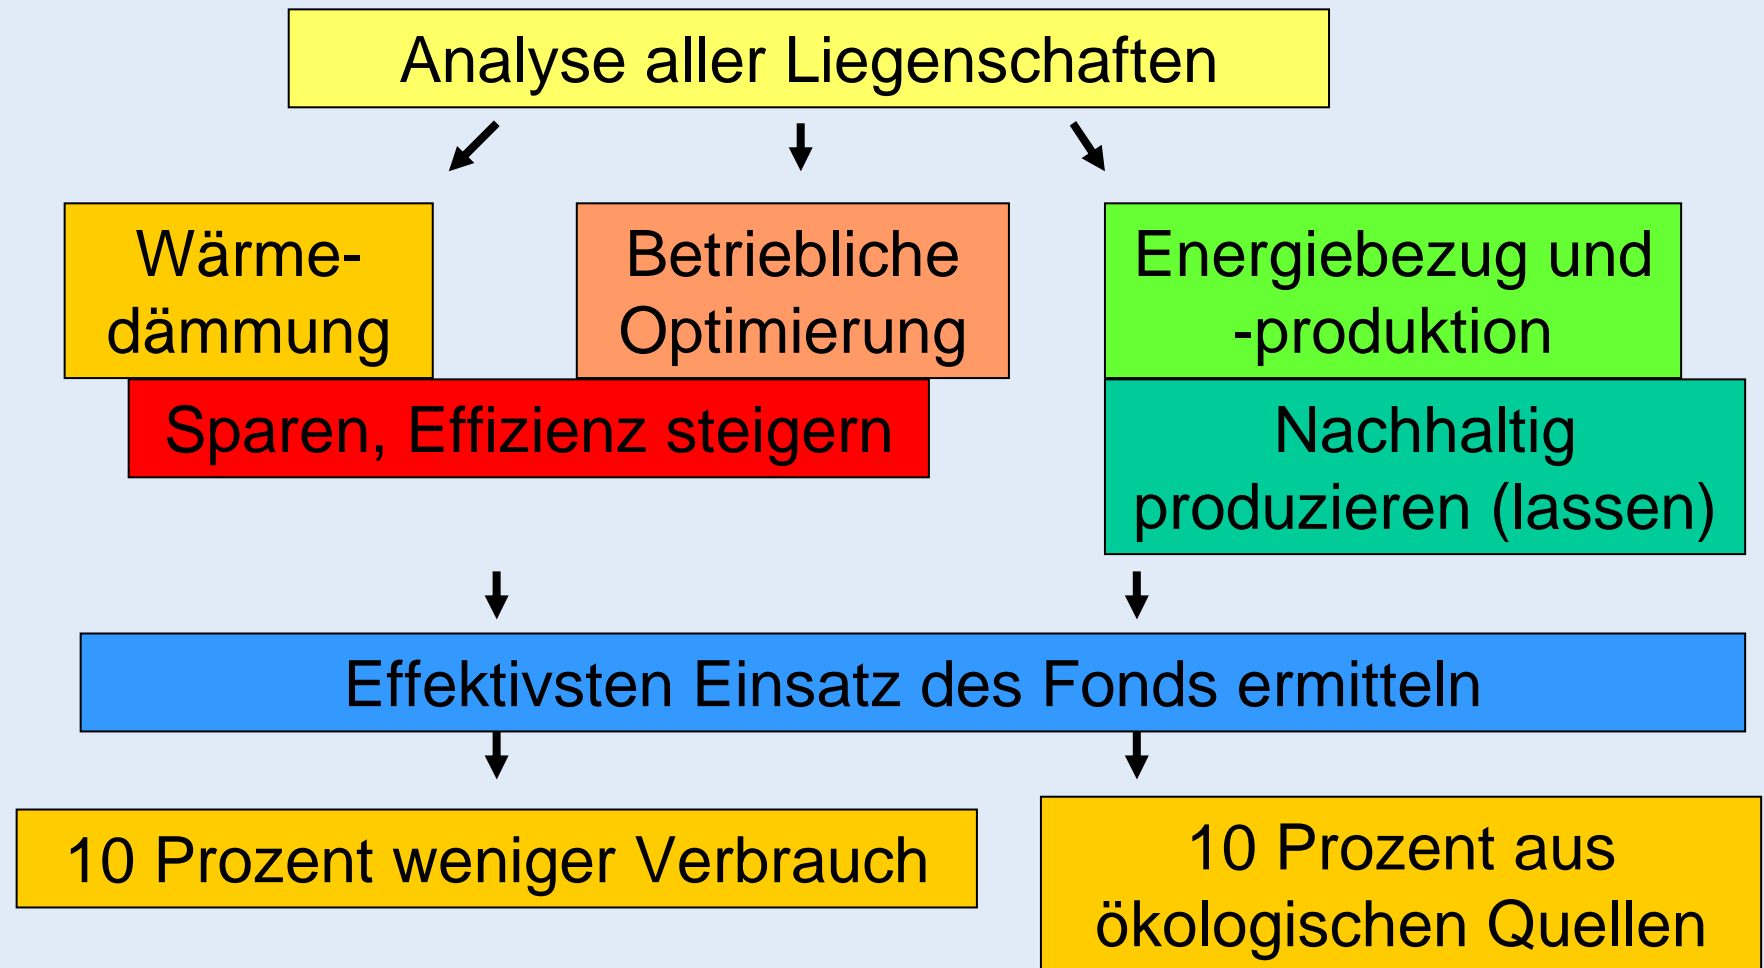 Analyse aller Liegenschaften
Wärme-
dämmung
Betriebliche
Optimierung
Energiebezug und
-produktion
Sparen, Effizienz steigern
Nachhaltig
produzieren (lassen)
Effektivsten Einsatz des Fonds ermitteln
10 Prozent weniger Verbrauch
10 Prozent aus
ökologischen Quellen